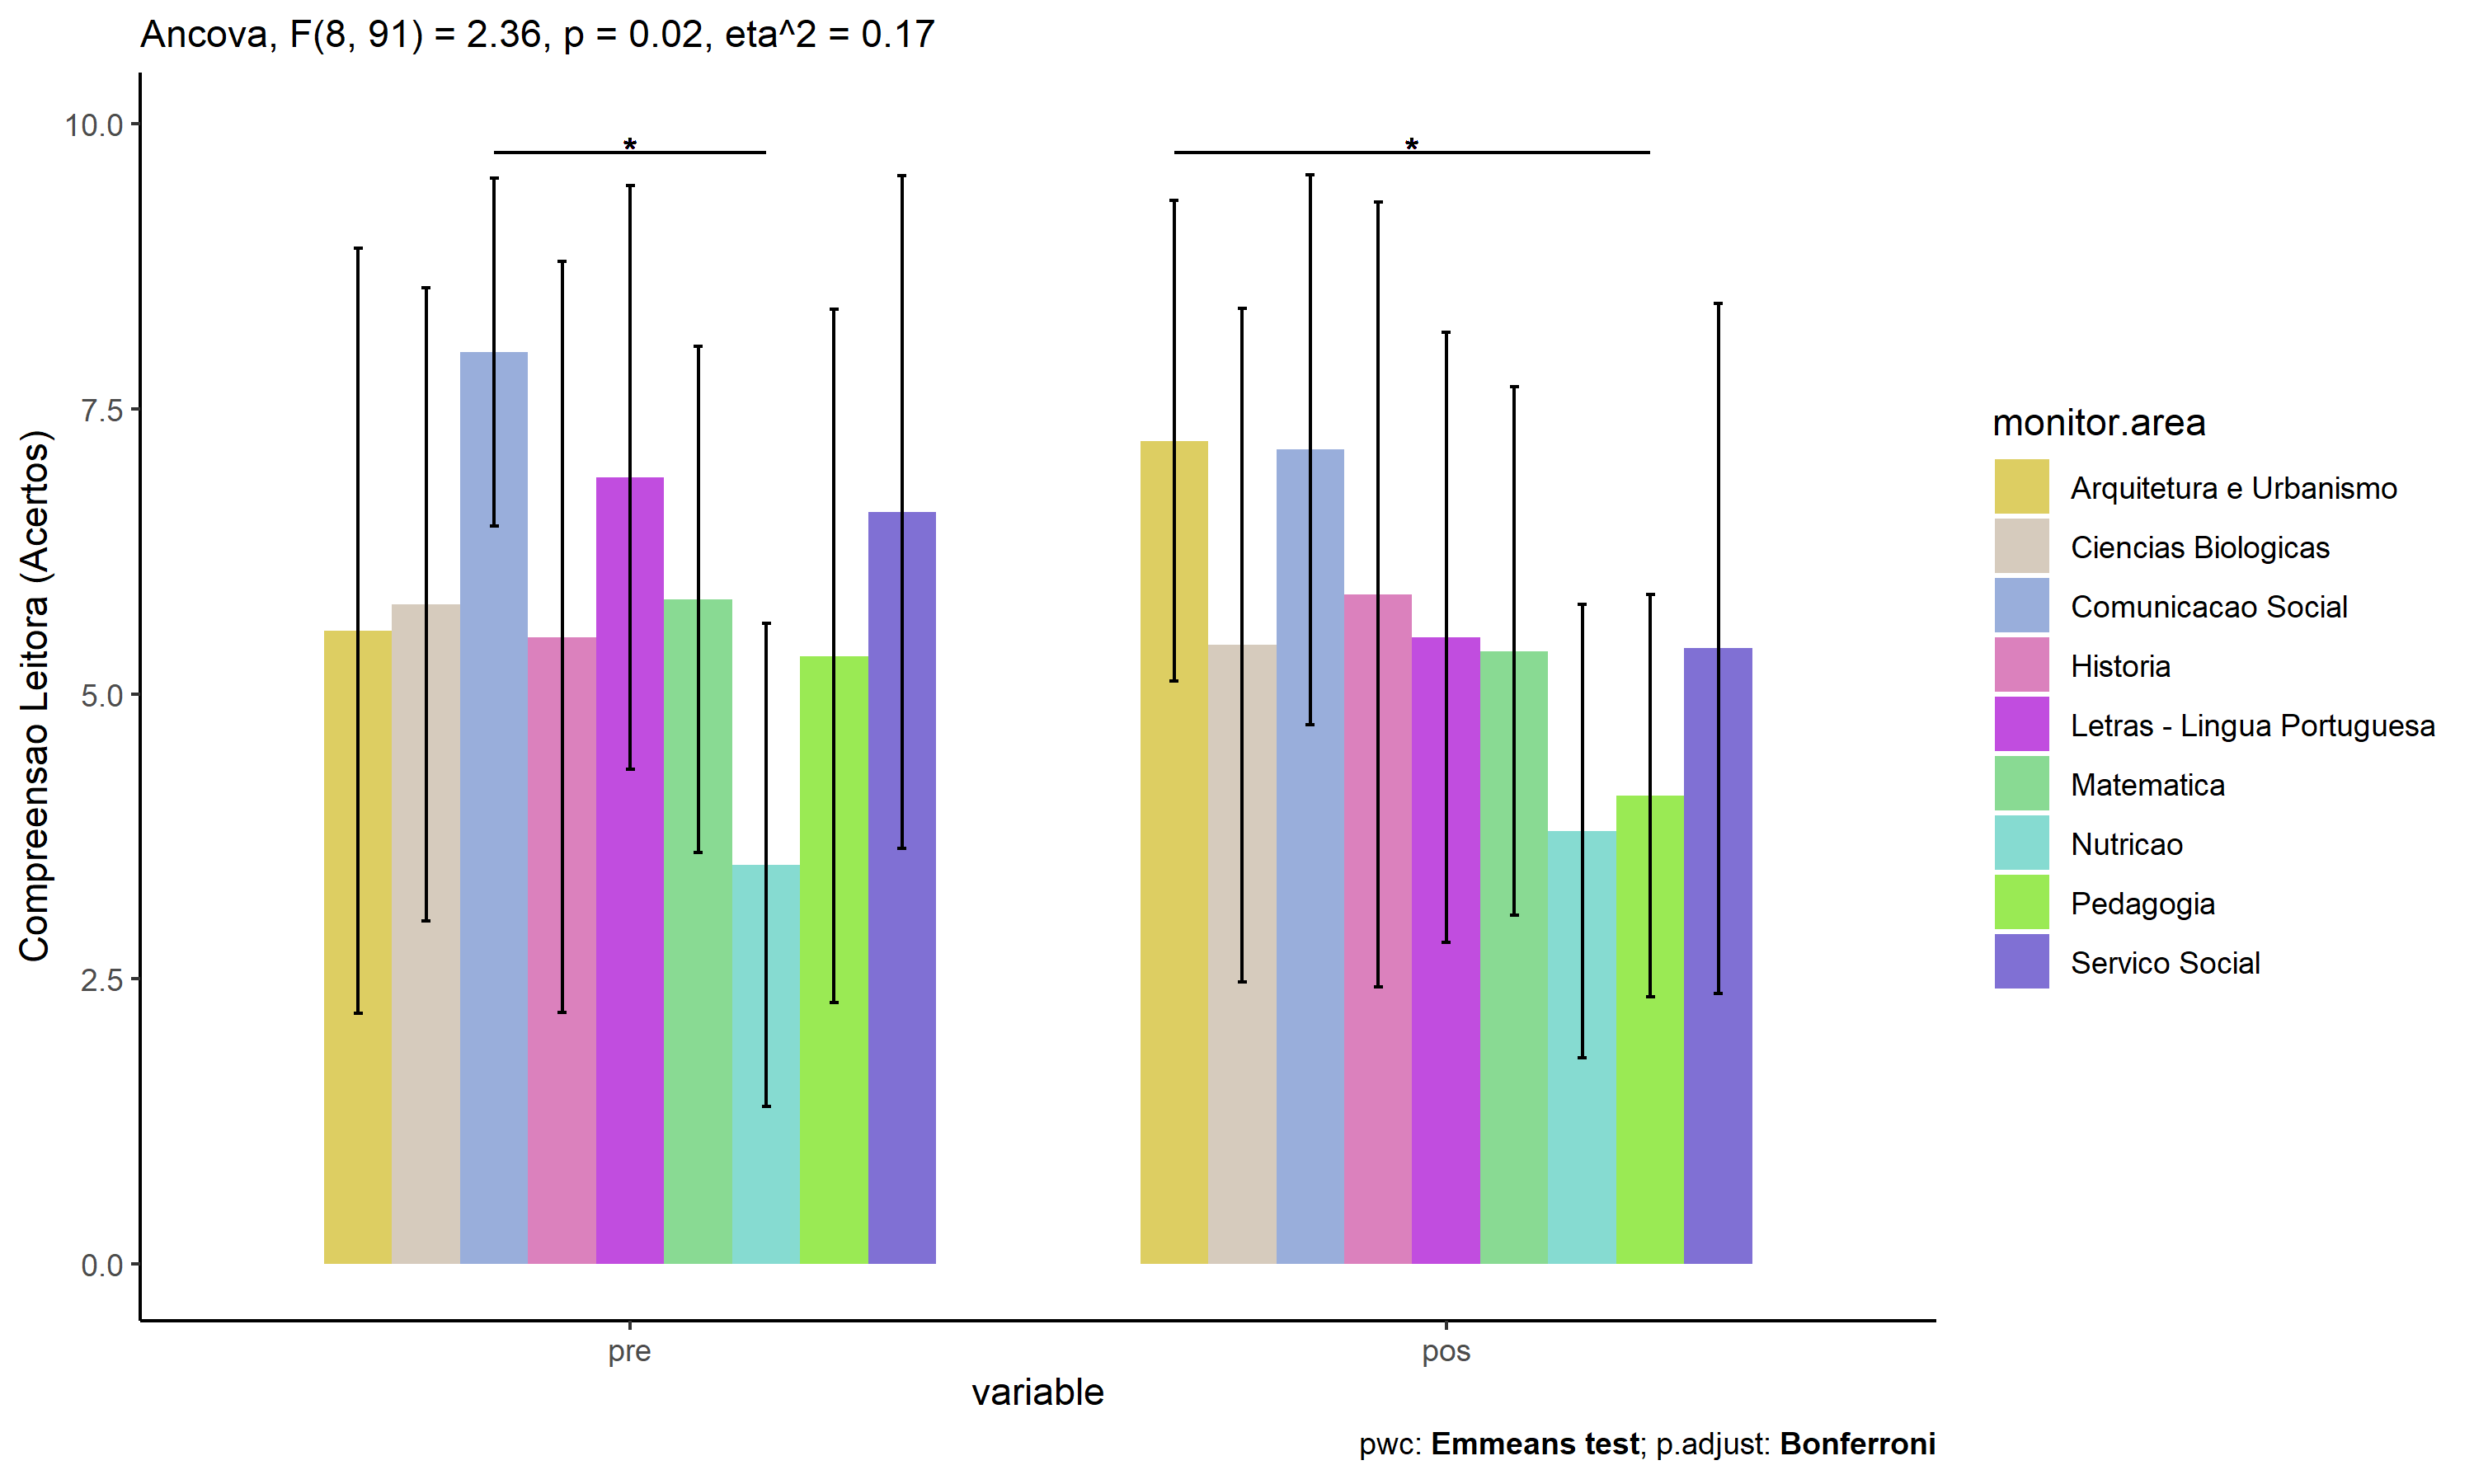 Ancova, F(8, 91) = 2.36, p = 0.02, eta^2 = 0.17
10.0
7.5
5.0
2.5
0.0
Compreensao Leitora (Acertos)
*
*
pre
pos
variable
monitor.area
Arquitetura e Urbanismo
Ciencias Biologicas
Comunicacao Social
Historia
Letras - Lingua Portuguesa
Matematica
Nutricao
Pedagogia
Servico Social
pwc: Emmeans test; p.adjust: Bonferroni